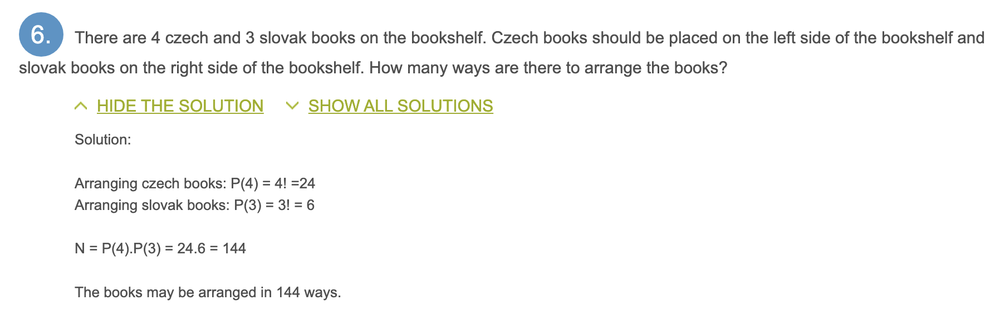 6. There are 4 czech and 3 slovak books on the bookshelf. Czech books should be placed on the left side of the bookshelf and
slovak books on the right side of the bookshelf. How many ways are there to arrange the books?
HIDE THE SOLUTION SHOW ALL SOLUTIONS
Solution:
Arranging czech books: P(4) = 4! =24
Arranging slovak books: P(3) = 3! = 6
N = P(4).P(3) = 24.6 = 144
The books may be arranged in 144 ways.